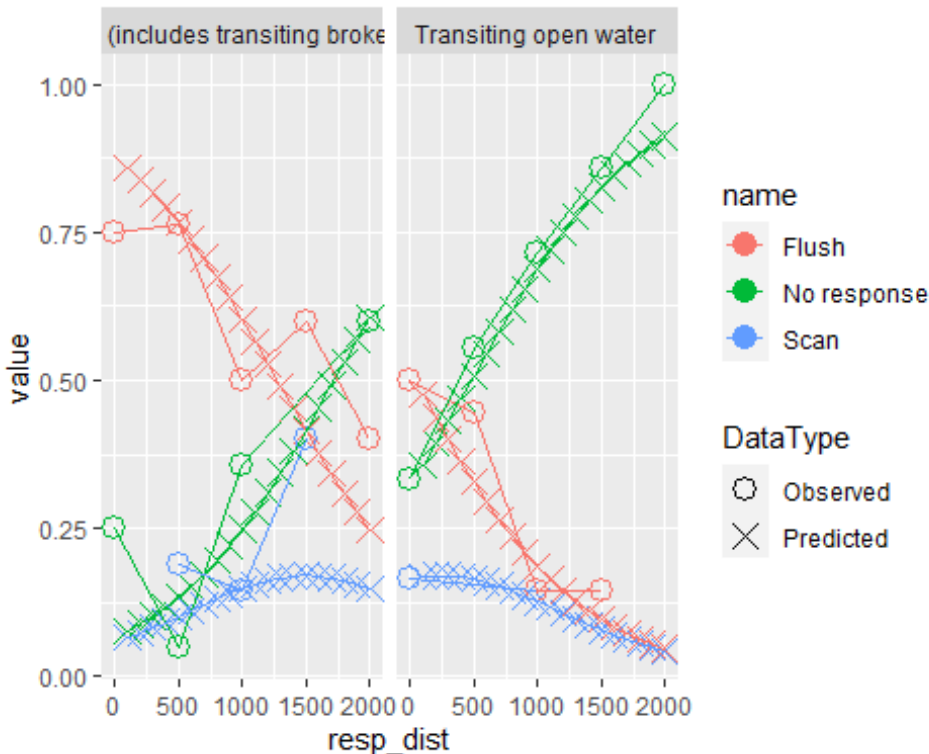 (includes transiting broke
Transiting open water
1.00
0.75
0.50
0.25
0.00
value
0 500 1000 1500 2000
0 500 1000 1500 2000
resp_dist
name
Flush
No response
Scan
DataType
Observed
Predicted